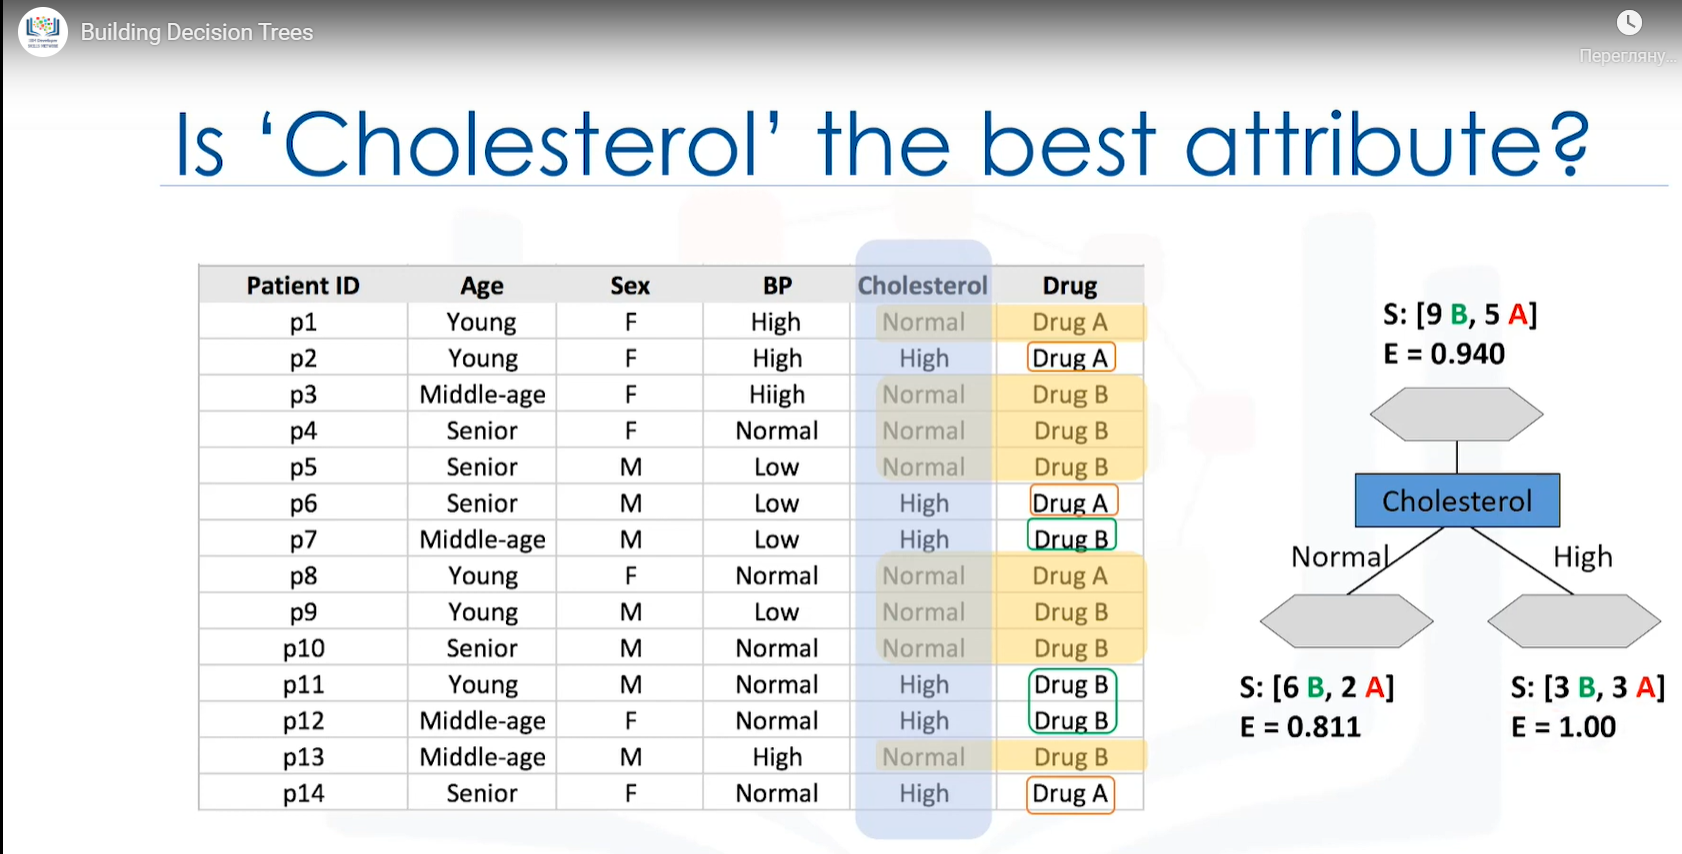 Building Decision Trees
Перегляну...
Is ‘Cholesterol’ the best attribute?
Patient ID Age Sex BP Cholesterol Drug
p1 Young F High Normal Drug A
p2 Young F High High Drug A
p3 Middle-age F Hiigh Normal Drug B
p4 Senior F Normal Normal Drug B
p5 Senior M Low Normal Drug B
p6 Senior M Low High Drug A
p7 Middle-age M Low High Drug B
p8 Young F Normal Normal Drug A
p9 Young M Low Normal Drug B
p10 Senior M Normal Normal Drug B
p11 Young M Normal High Drug B
p12 Middle-age F Normal High Drug B
p13 Middle-age M High Normal Drug B
p14 Senior F Normal High Drug A
S: [9 B, 5 A]
E = 0.940
Cholesterol
Normal High
S: [6 B, 2 A] S: [3 B, 3 A]
E = 0.811 E = 1.00